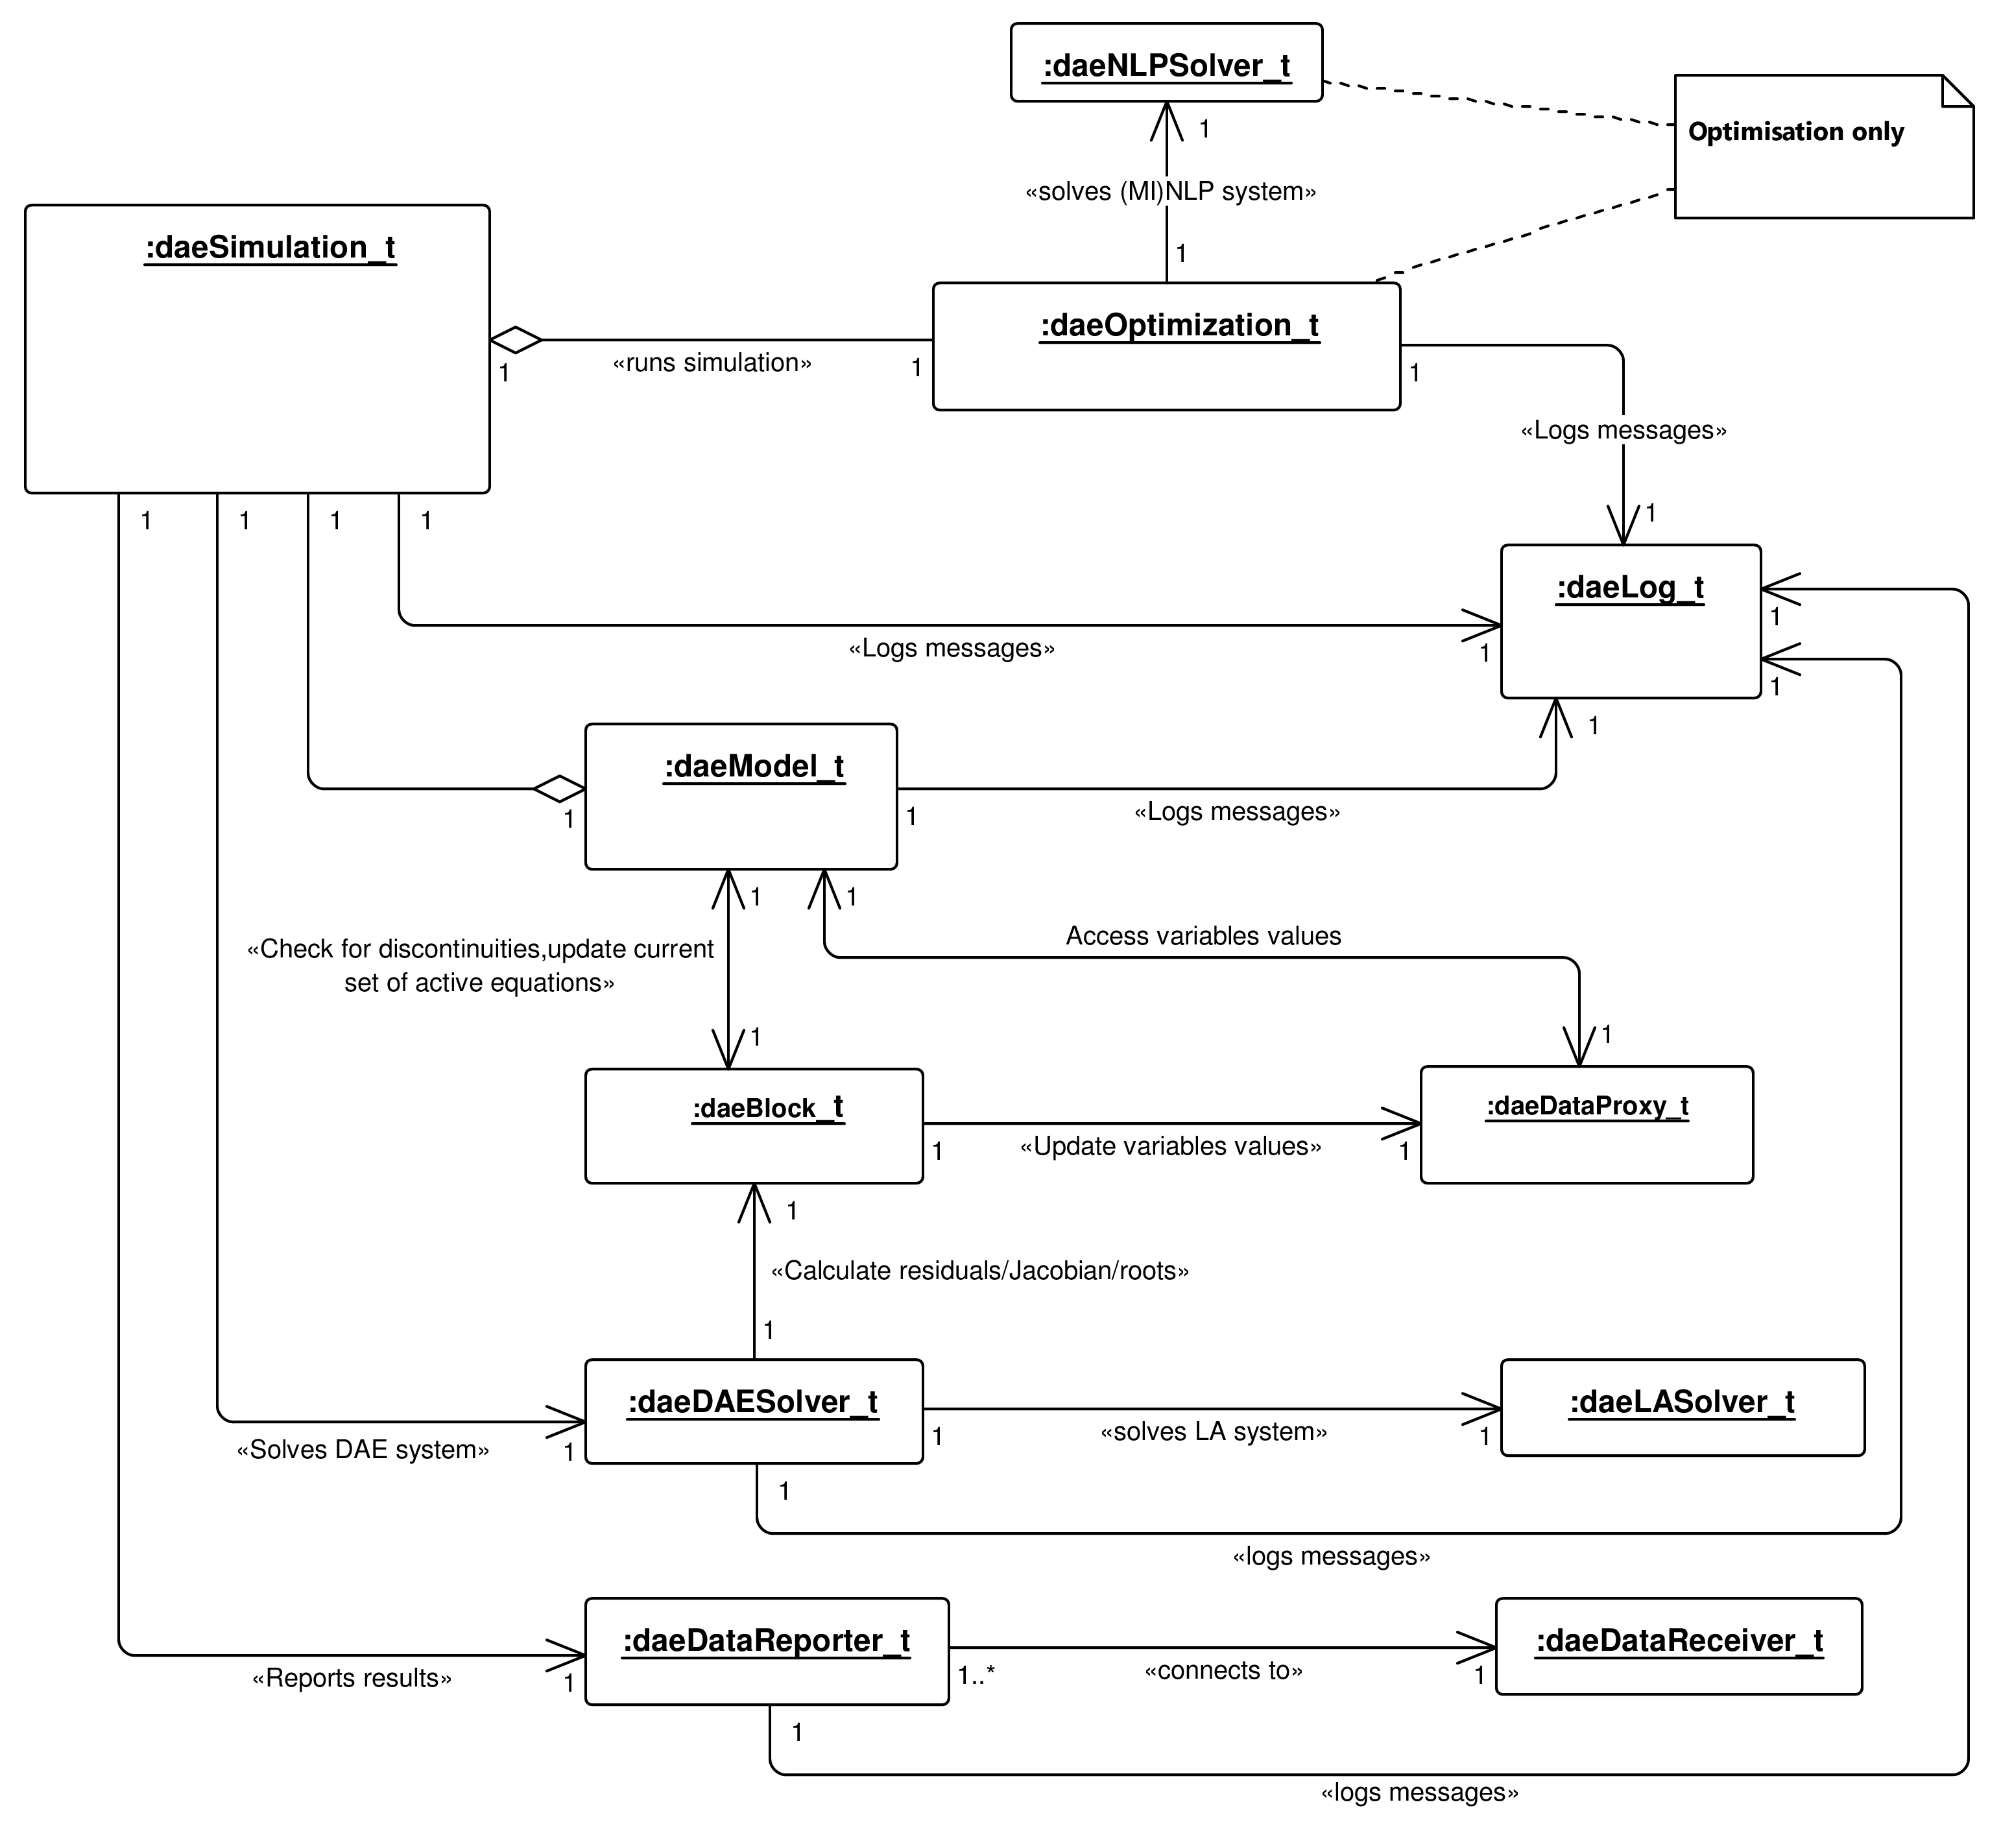 :daeNLPSolver_t
Optimisation only
1
«solves (MI)NLP system»
1
:daeSimulation_t
:daeOptimization_t
1
«runs simulation»
1
1
«Logs messages»
1
1
1
1
1
:daeLog_t
1
1
«Logs messages»
1
1
:daeModel_t
1
1
«Logs messages»
1
1
«Check for discontinuities,update current
set of active equations»
Access variables values
1
1
:daeBlock_t
:daeDataProxy_t
1
«Update variables values»
1
1
«Calculate residuals/Jacobian/roots»
1
:daeDAESolver_t
:daeLASolver_t
«Solves DAE system»
1
1
«solves LA system»
1
1
«logs messages»
:daeDataReporter_t
:daeDataReceiver_t
«Reports results»
1
1..*
«connects to»
1
1
«logs messages»